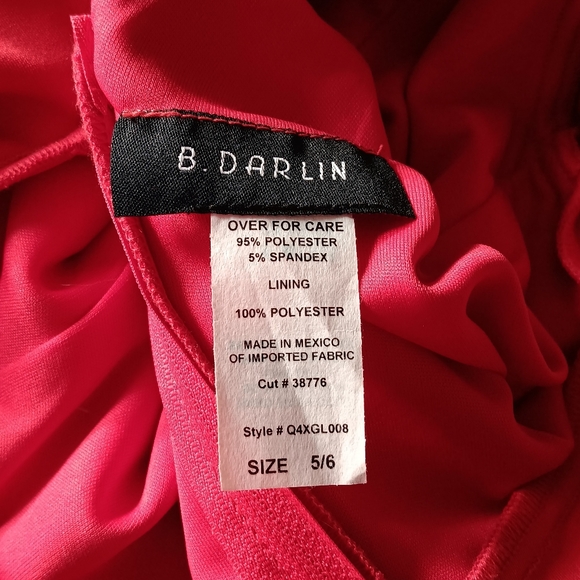 B. DARLIN
OVER FOR CARE
95% POLYESTER
5% SPANDEX
LINING
100% POLYESTER
MADE IN MEXICO
OF IMPORTED FABRIC
Cut # 38776
Style # Q4XGL008
SIZE 5/6